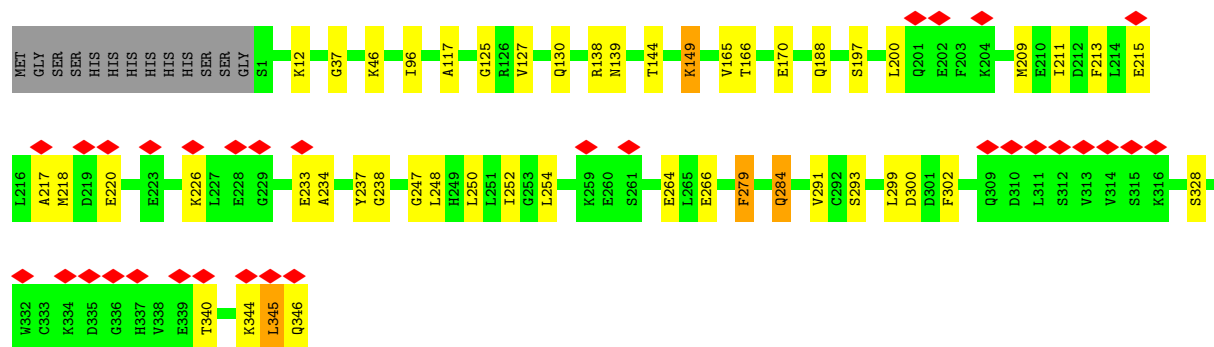 MET GLY SER SER HIS HIS HIS HIS HIS HIS SER SER GLY S1 K12 G37 K46 I96 A117 G125 R126 V127 Q130 R138 N139 T144 K149 V165 T166 E170 Q188 S197 L200 Q201 E202 F203 K204 M209 E210 I211 D212 F213 L214 E215
L216 A217 M218 D219 E220 E223 K226 L227 E228 G229 E233 A234 Y237 G238 G247 L248 H249 L250 L251 I252 G253 L254 K259 E260 S261 E264 L265 E266 F279 Q284 V291 C292 S293 L299 D300 D301 F302 Q309 D310 L311 S312 V313 V314 S315 K316 S328
W332 C333 K334 D335 G336 H337 V338 E339 T340 K344 L345 Q346